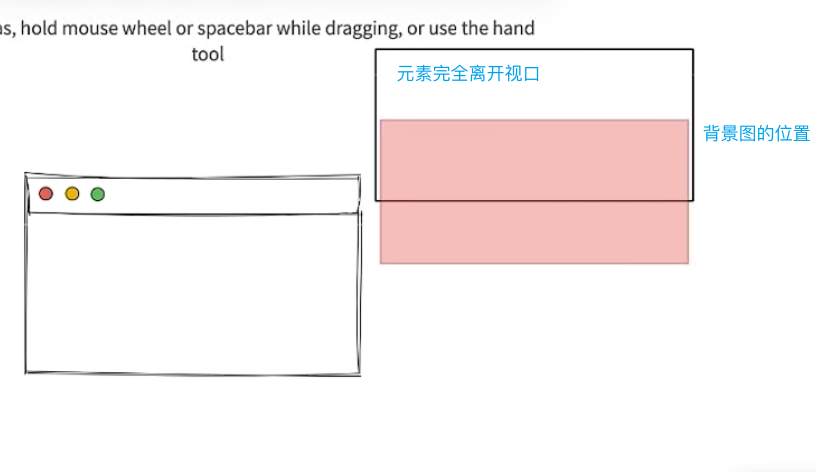 as, hold mouse wheel or spacebar while dragging, or use the hand
tool
元素完全离开视口
背景图的位置